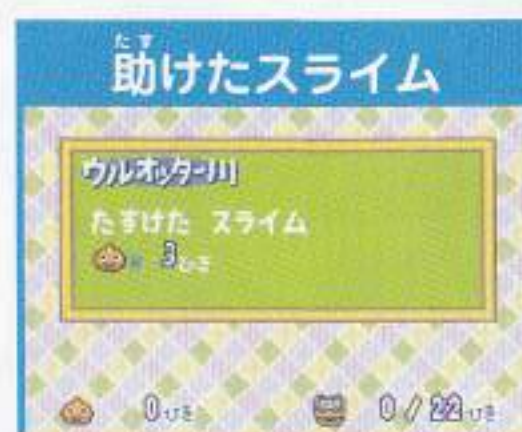 たす
助けたスライム
ウルオッター川
たすけた スライム
3ひき
0ひき 0/22ひき